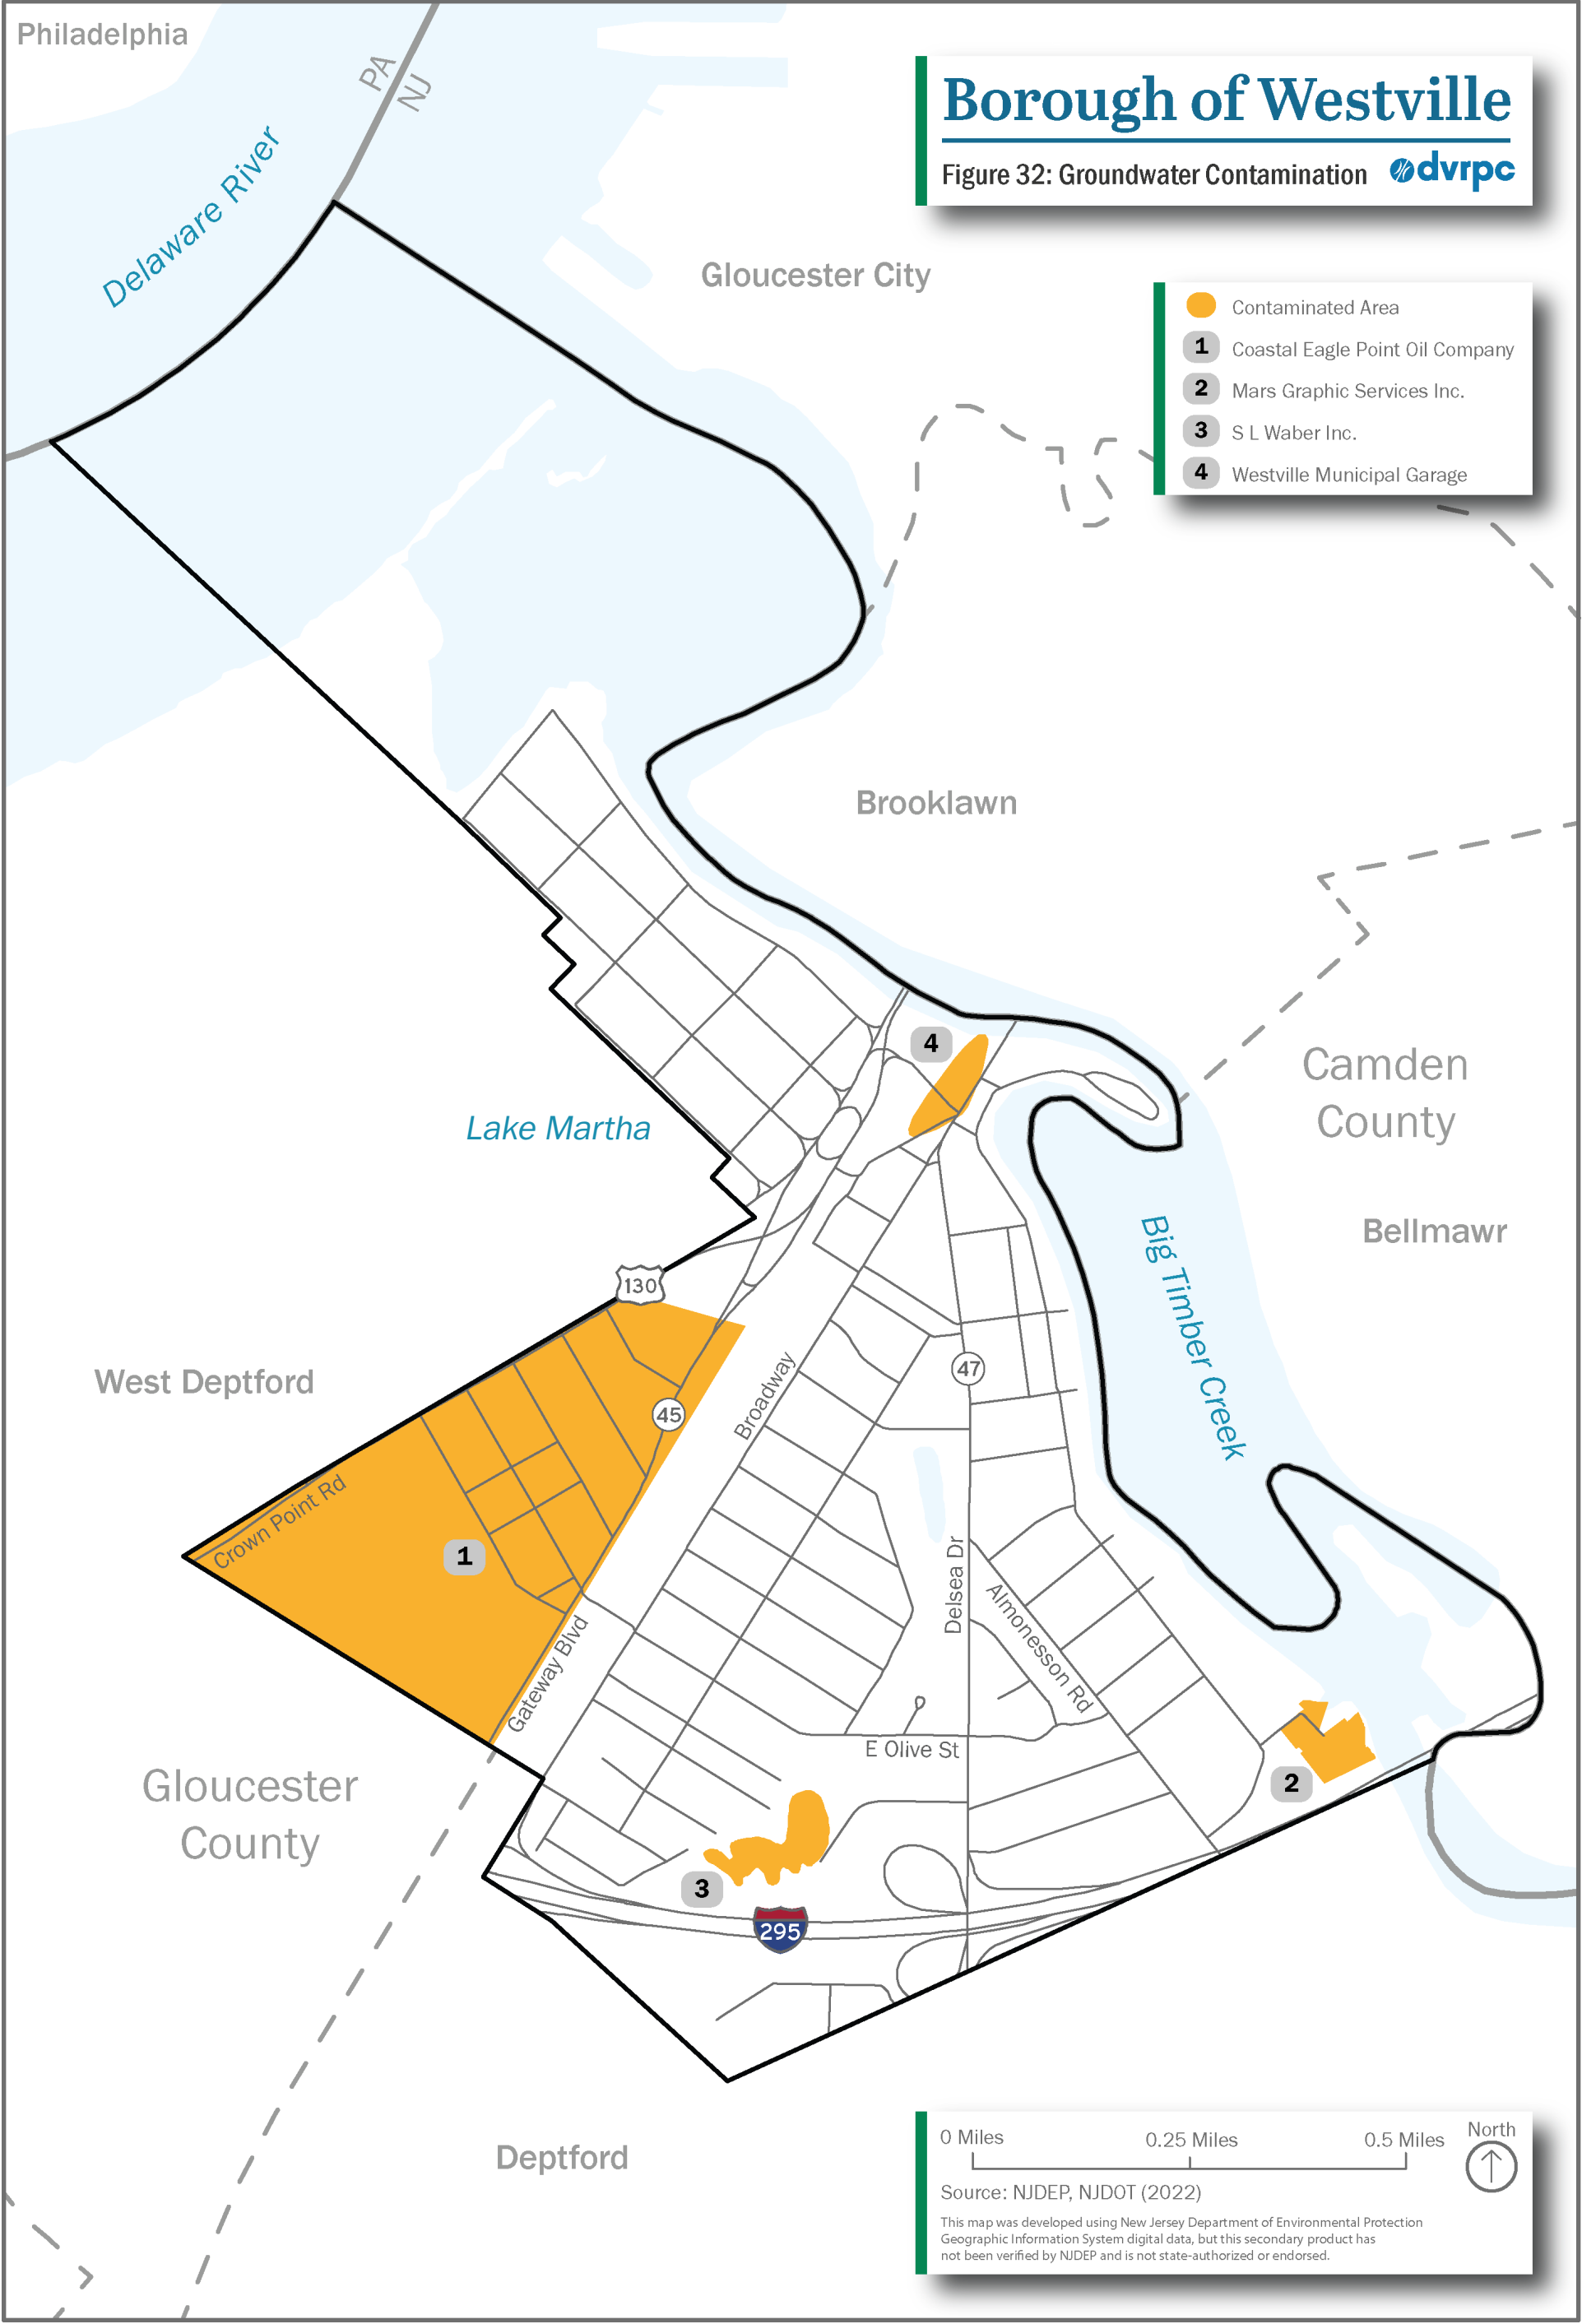 Philadelphia
PA
NJ
Borough of Westville
Figure 32: Groundwater Contamination
dvrpc
Delaware River
Gloucester City
Contaminated Area
1 Coastal Eagle Point Oil Company
2 Mars Graphic Services Inc.
3 S L Waber Inc.
4 Westville Municipal Garage
Brooklawn
4
Camden
County
Lake Martha
Bellmawr
Big Timber Creek
130
West Deptford
47
45
Broadway
Crown Point Rd
1
Delsea Dr
Almonesson Rd
Gateway Blvd
E Olive St
Gloucester
County
2
3
295
Deptford
0 Miles
0.25 Miles
0.5 Miles
North
Source: NJDEP, NJDOT (2022)
This map was developed using New Jersey Department of Environmental Protection
Geographic Information System digital data, but this secondary product has
not been verified by NJDEP and is not state-authorized or endorsed.